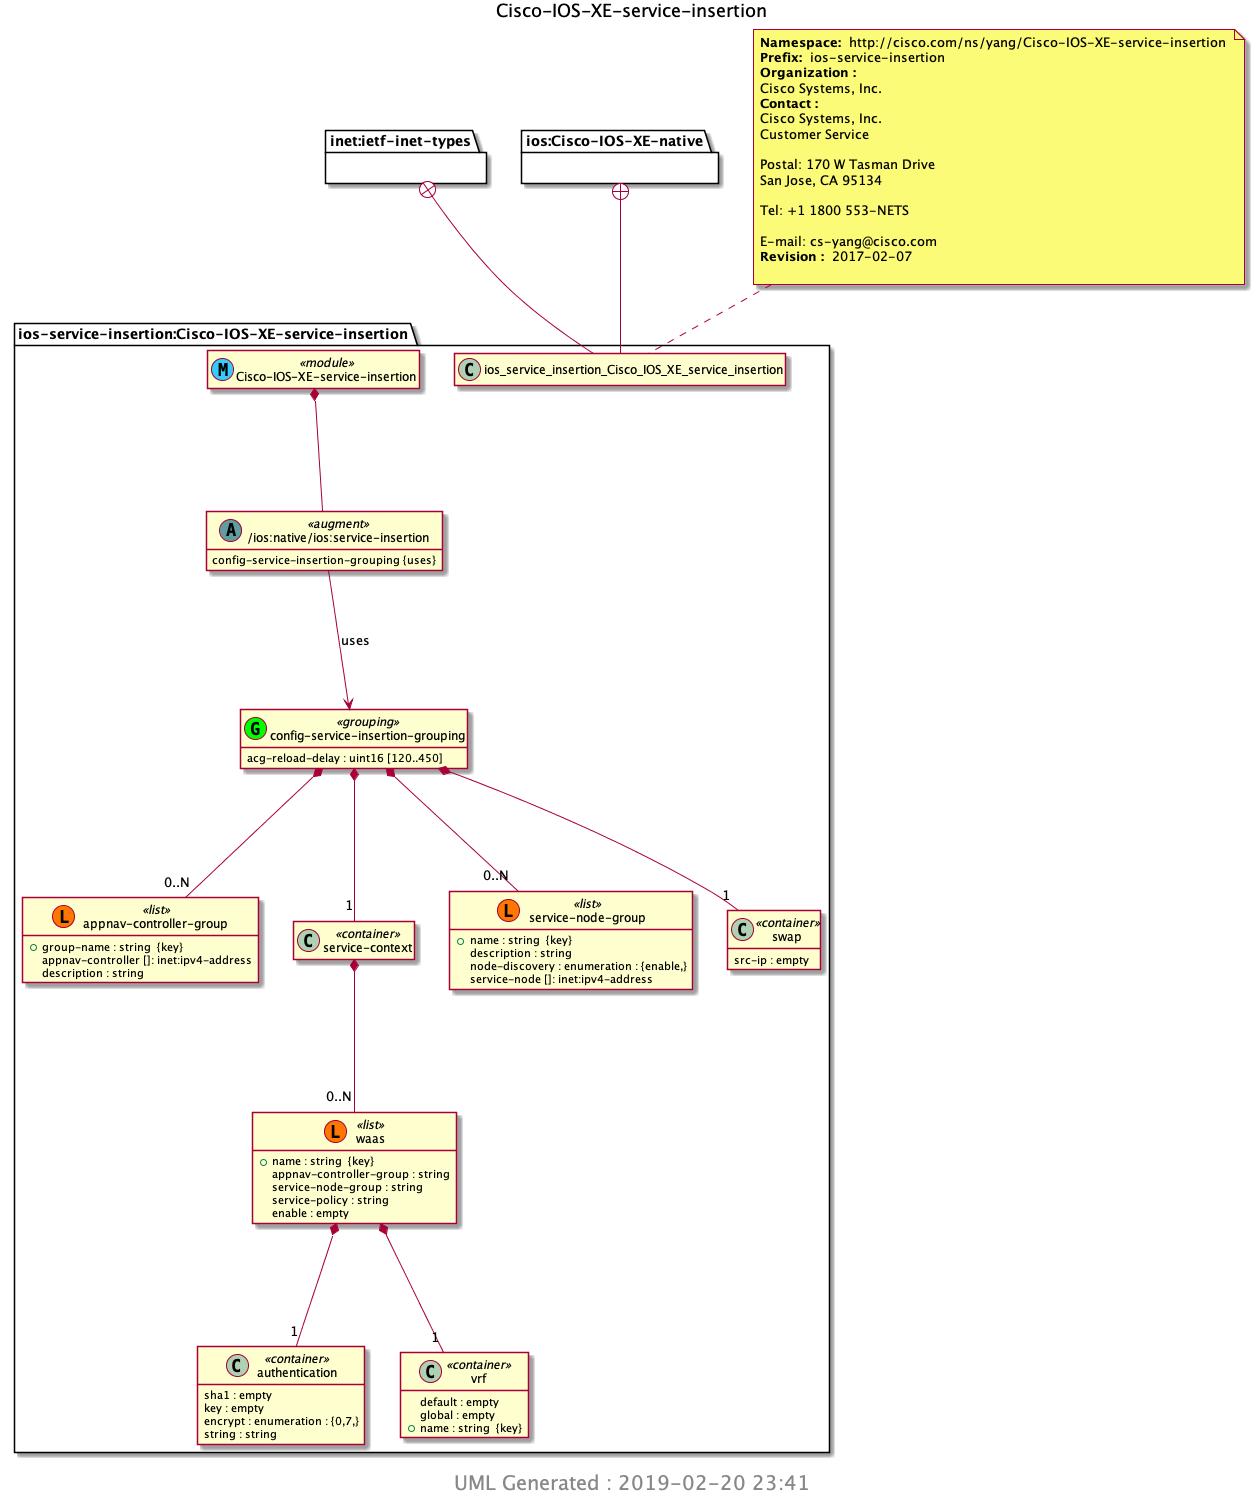 Cisco-IOS-XE-service-insertion
Namespace: http://cisco.com/ns/yang/Cisco-IOS-XE-service-insertion
Prefix: ios-service-insertion
Organization :
Cisco Systems, Inc.
Contact :
Cisco Systems, Inc.
Customer Service
Postal: 170 W Tasman Drive
San Jose, CA 95134
Tel: +1 1800 553-NETS
E-mail: cs-yang@cisco.com
Revision : 2017-02-07
inet:ietf-inet-types
ios:Cisco-IOS-XE-native
ios-service-insertion:Cisco-IOS-XE-service-insertion
M
«module»
Cisco-IOS-XE-service-insertion
C
ios_service_insertion_Cisco_IOS_XE_service_insertion
A
«augment»
/ios:native/ios:service-insertion
config-service-insertion-grouping {uses}
uses
G
«grouping»
config-service-insertion-grouping
acg-reload-delay : uint16 [120..450]
0..N
1
0..N
1
L
«list»
appnav-controller-group
group-name : string {key}
appnav-controller []: inet:ipv4-address
description : string
C
«container»
service-context
L
«list»
service-node-group
name : string {key}
description : string
node-discovery : enumeration : {enable,}
service-node []: inet:ipv4-address
C
«container»
swap
src-ip : empty
0..N
L
«list»
waas
name : string {key}
appnav-controller-group : string
service-node-group : string
service-policy : string
enable : empty
1
1
C
«container»
authentication
sha1 : empty
key : empty
encrypt : enumeration : {0,7,}
string : string
C
«container»
vrf
default : empty
global : empty
name : string {key}
UML Generated : 2019-02-20 23:41